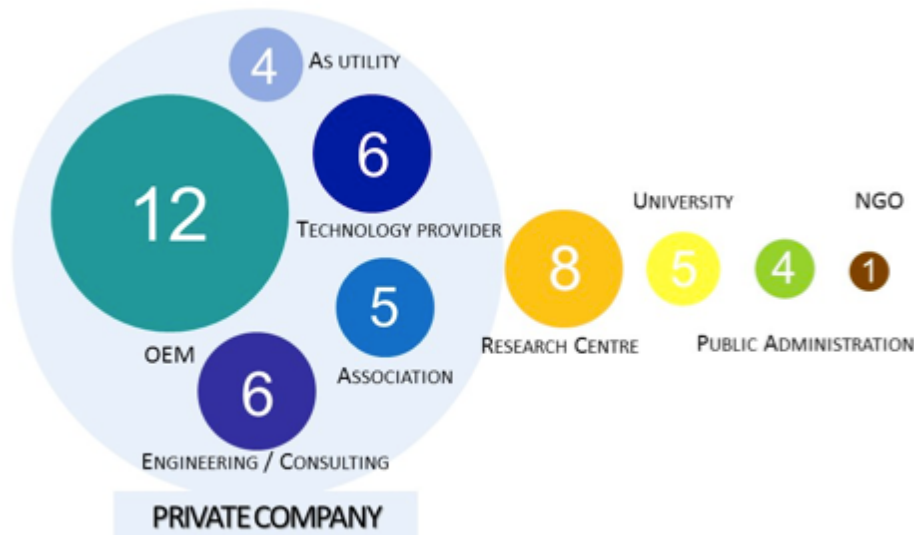 4
AS UTILITY
12
6
TECHNOLOGY PROVIDER
5
ASSOCIATION
OEM
6
ENGINEERING / CONSULTING
PRIVATE COMPANY
8
RESEARCH CENTRE
UNIVERSITY
5
4
PUBLIC ADMINISTRATION
NGO
1